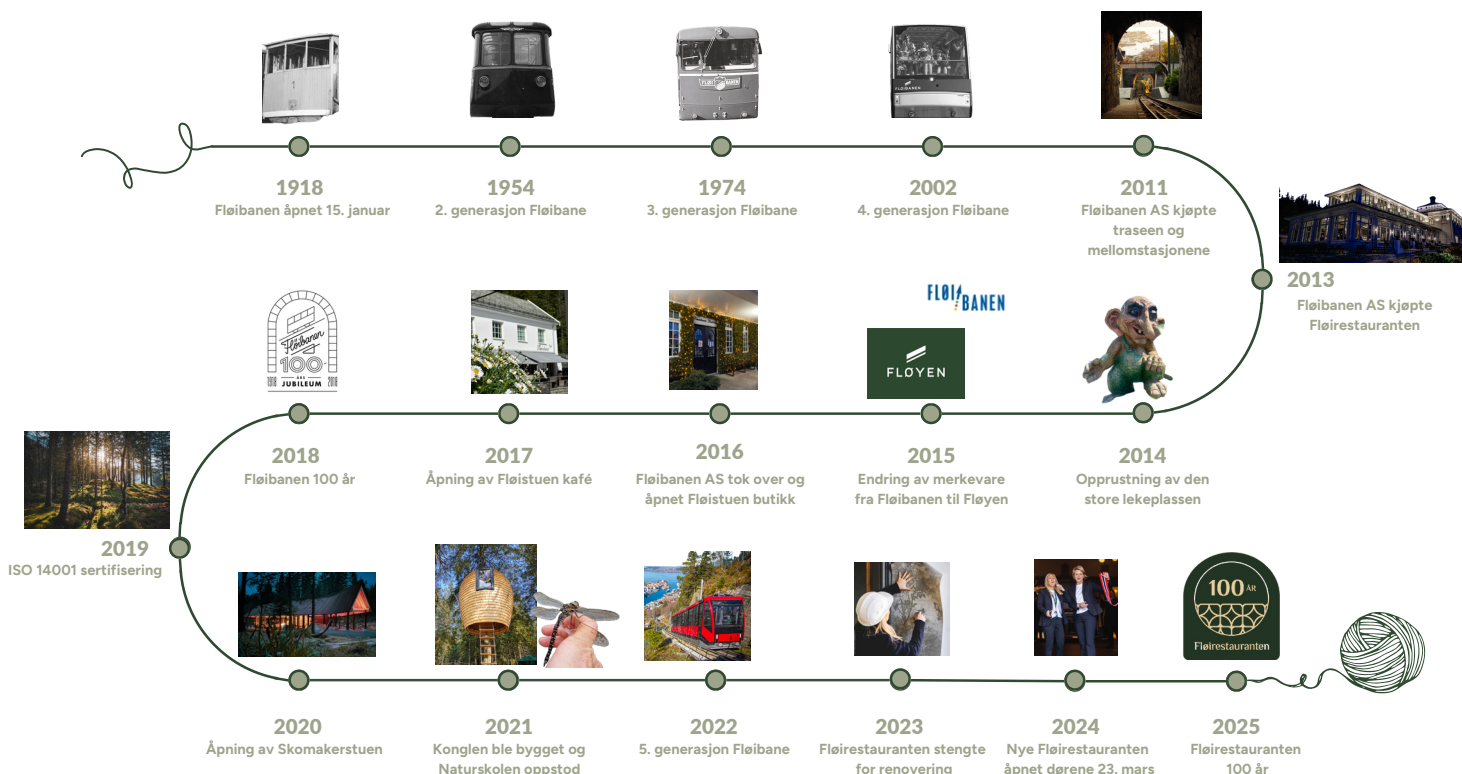 1918
Fløibanen åpnet 15. januar
1954
2. generasjon Fløibane
FLØI BANEN
1974
3. generasjon Fløibane
FLØIBANEN
2002
4. generasjon Fløibane
2011
Fløibanen AS kjøpte
traseen og
mellomstasjonene
2013
Fløibanen AS kjøpte
Fløirestauranten
2014
Opprustning av den
store lekeplassen
FLØI
BANEN
FLØYEN
2015
Endring av merkevare
fra Fløibanen til Fløyen
2016
Fløibanen AS tok over og
åpnet Fløistuen butikk
2017
Åpning av Fløistuen kafé
Fløibanen
100
ÅRS
1918 JUBILEUM 2018
2018
Fløibanen 100 år
2019
ISO 14001 sertifisering
2020
Åpning av Skomakerstuen
2021
Konglen ble bygget og
Naturskolen oppstod
2022
5. generasjon Fløibane
2023
Fløirestauranten stengte
for renovering
2024
Nye Fløirestauranten
åpnet dørene 23. mars
100 ÅR
Fløirestauranten
2025
Fløirestauranten
100 år